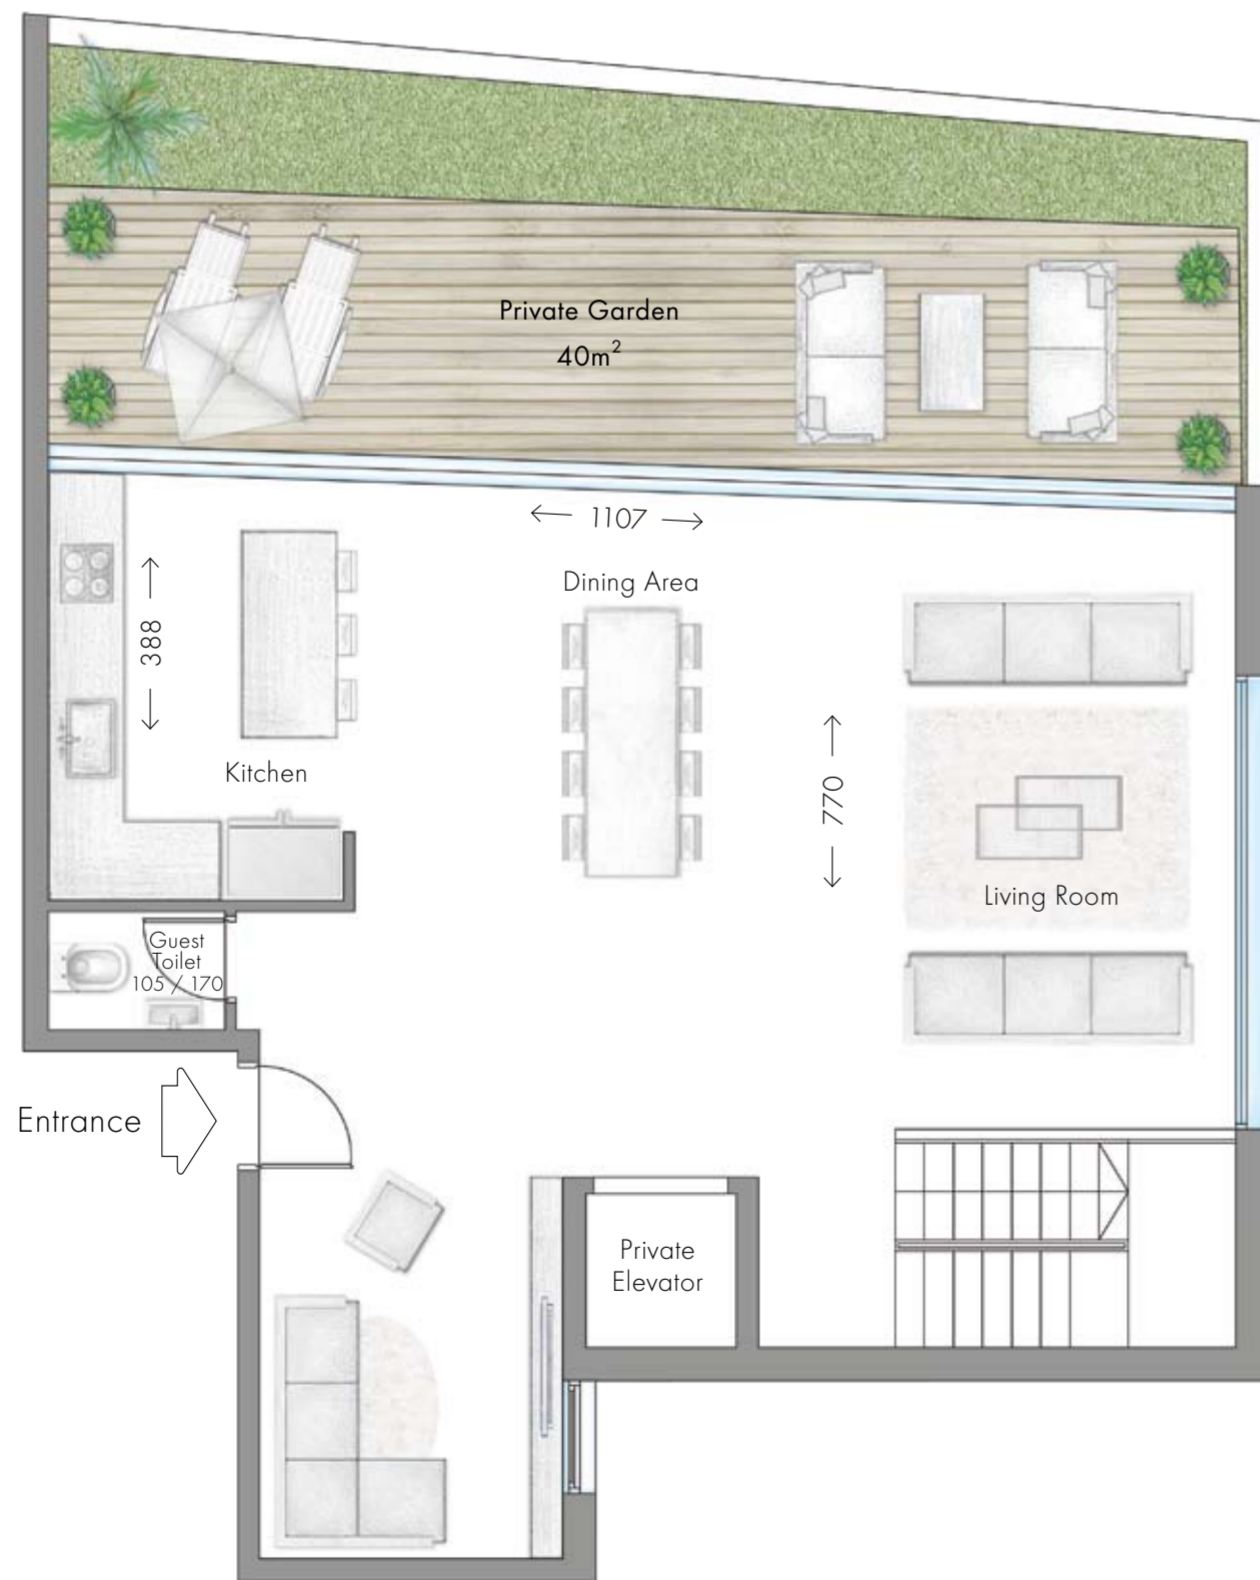 Private Garden
40m²
1107
Dining Area
388
Kitchen
770
Living Room
Guest
Toilet
105 / 170
Entrance
Private
Elevator